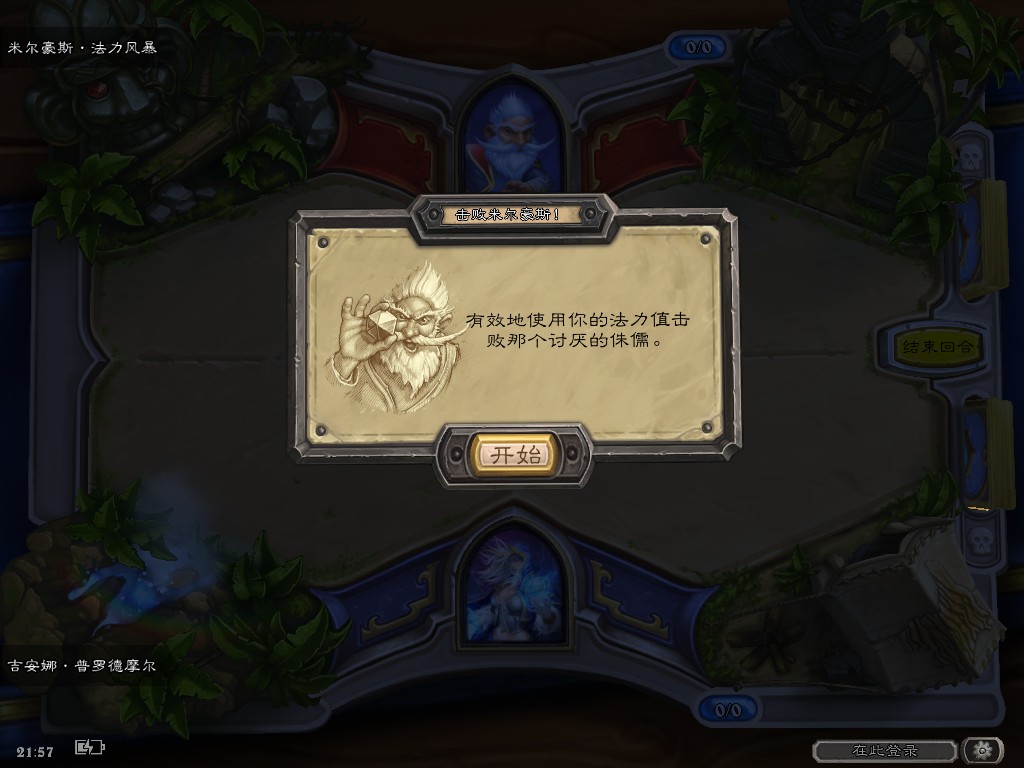 米尔豪斯·法力风暴
0/0
击败米尔豪斯！
有效地使用你的法力值击
败那个讨厌的侏儒。
结束回合
开始
吉安娜·普罗德摩尔
0/0
21:57
在此登录